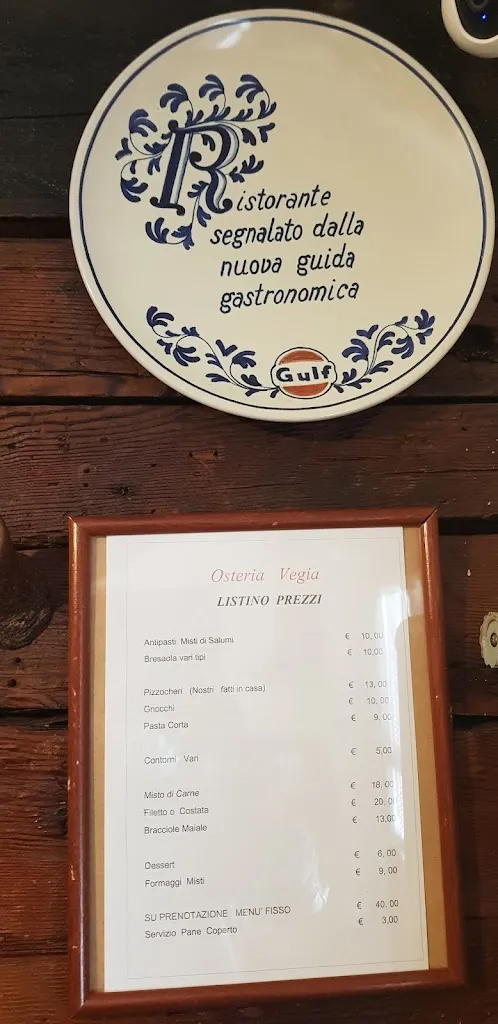 Ristorante
segnalato dalla
nuova guida
gastronomica
Gulf
Osteria Vegia
LISTINO PREZZI
Antipasti Misti di Salumi € 10,00
Bresaola vari tipi € 10,00
Pizzocheri (Nostri fatti in casa) € 13,00
Gnocchi € 10,00
Pasta Corta € 9,00
Contorni Vari € 5,00
Misto di Carne € 18,00
Filetto o Costata € 20,00
Bracciole Maiale € 13,00
Dessert € 6,00
Formaggi Misti € 9,00
SU PRENOTAZIONE MENU' FISSO € 40,00
Servizio Pane Coperto € 3,00